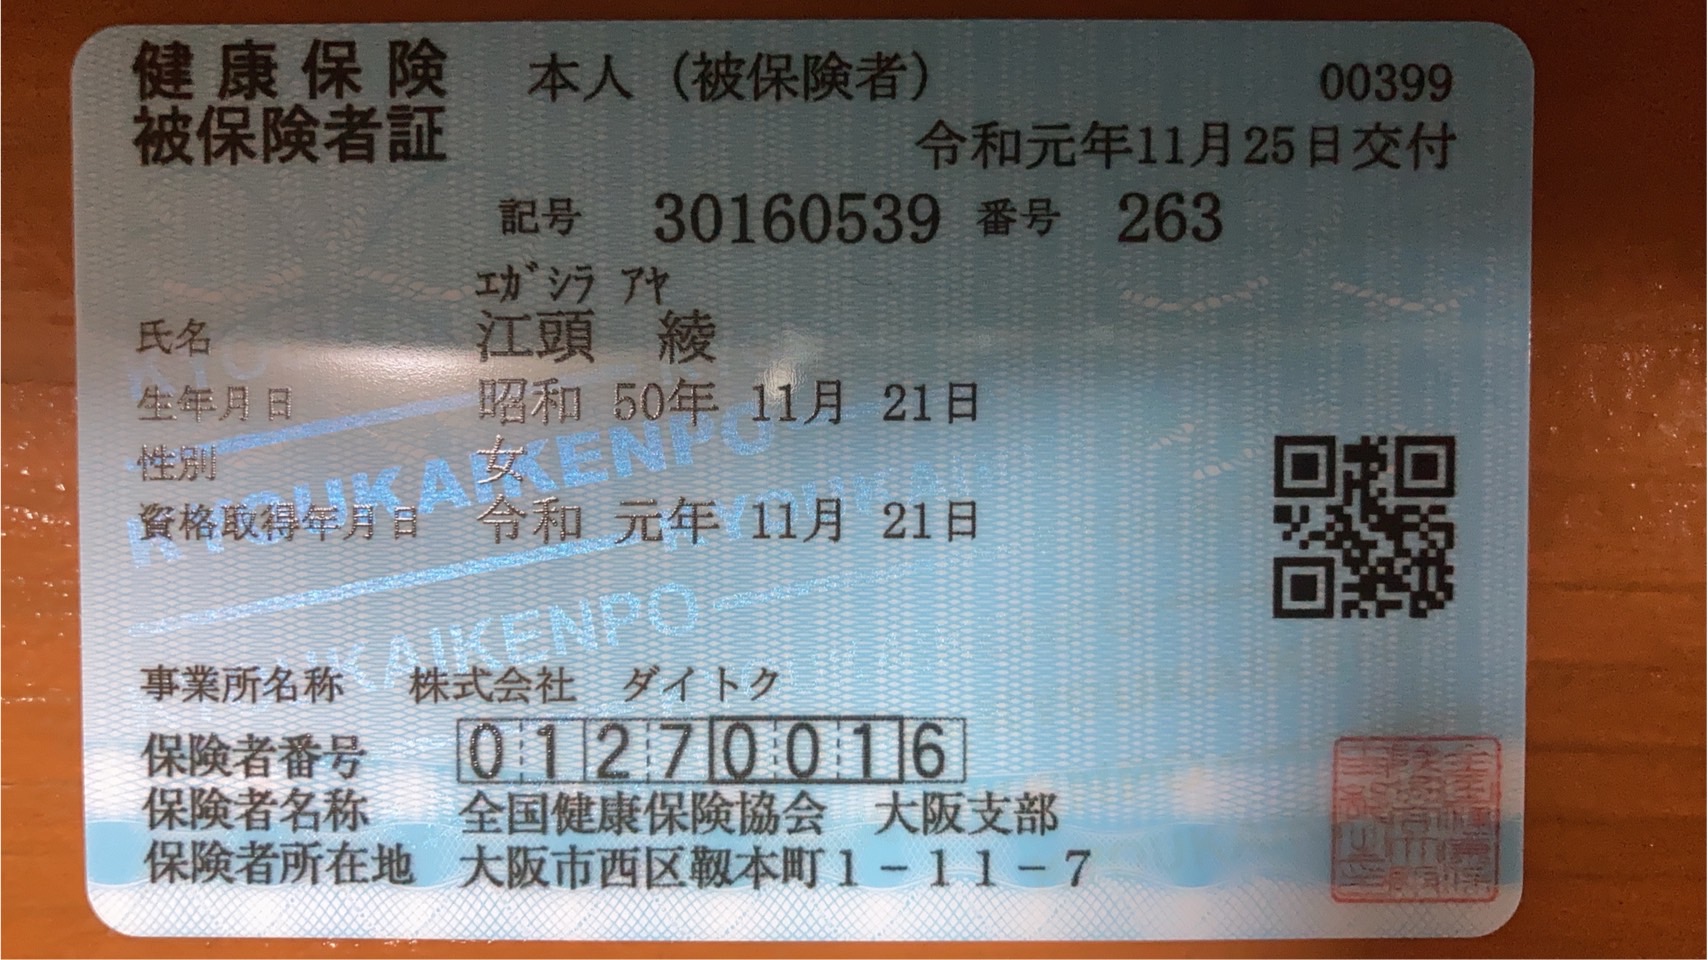 健康保険 本人（被保険者） 00399
被保険者証 令和元年11月25日交付
記号 30160539 番号 263
ｴｶﾞｼﾗ ｱﾔ
氏名 江頭 綾
生年月日 昭和 50年 11月 21日
性別 女
資格取得年月日 令和 元年 11月 21日
KYOUKAIKENPO
KAIKENPO
事業所名称 株式会社 ダイトク
保険者番号 01270016
保険者名称 全国健康保険協会 大阪支部
保険者所在地 大阪市西区靱本町1－11－7